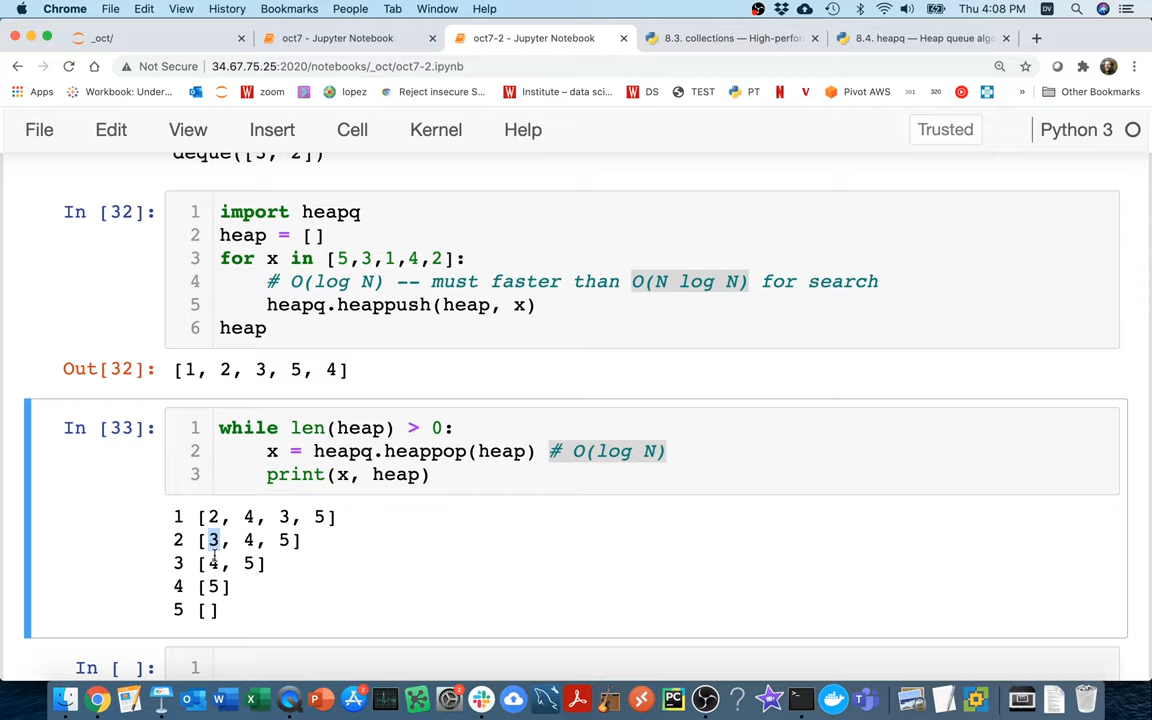 Chrome File Edit View History Bookmarks People Tab Window Help Thu 4:08 PM
_oct/ oct7 - Jupyter Notebook oct7-2 - Jupyter Notebook 8.3. collections — High-perfor 8.4. heapq — Heap queue algo
Not Secure 34.67.75.25:2020/notebooks/_oct/oct7-2.ipynb
Apps Workbook: Under... zoom lopez Reject insecure S... Institute – data sci... DS TEST PT Pivot AWS Other Bookmarks
File Edit View Insert Cell Kernel Help Trusted Python 3
deque([3, 2])
In [32]:
1 import heapq
2 heap = []
3 for x in [5,3,1,4,2]:
4 # O(log N) -- must faster than O(N log N) for search
5 heapq.heappush(heap, x)
6 heap
Out[32]: [1, 2, 3, 5, 4]
In [33]:
1 while len(heap) > 0:
2 x = heapq.heappop(heap) # O(log N)
3 print(x, heap)
1 [2, 4, 3, 5]
2 [3, 4, 5]
3 [4, 5]
4 [5]
5 []
In [ ]: 1